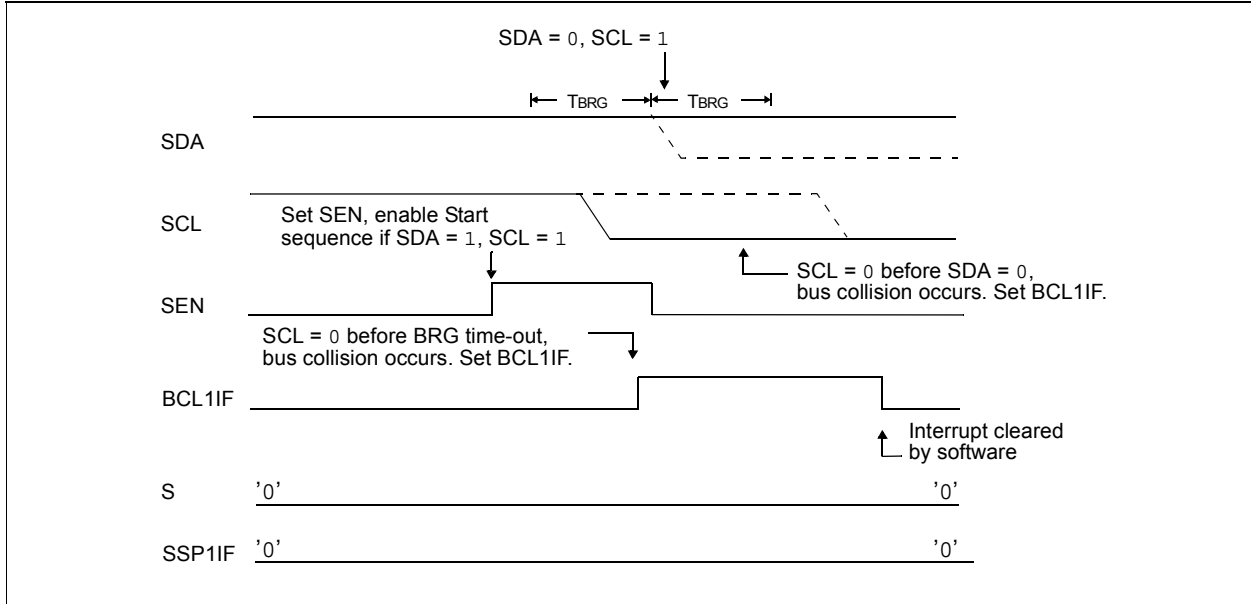 SDA = 0, SCL = 1
TBRG TBRG
SDA
SCL
Set SEN, enable Start
sequence if SDA = 1, SCL = 1
SCL = 0 before SDA = 0,
bus collision occurs. Set BCL1IF.
SEN
SCL = 0 before BRG time-out,
bus collision occurs. Set BCL1IF.
BCL1IF
Interrupt cleared
by software
S '0' '0'
SSP1IF '0' '0'